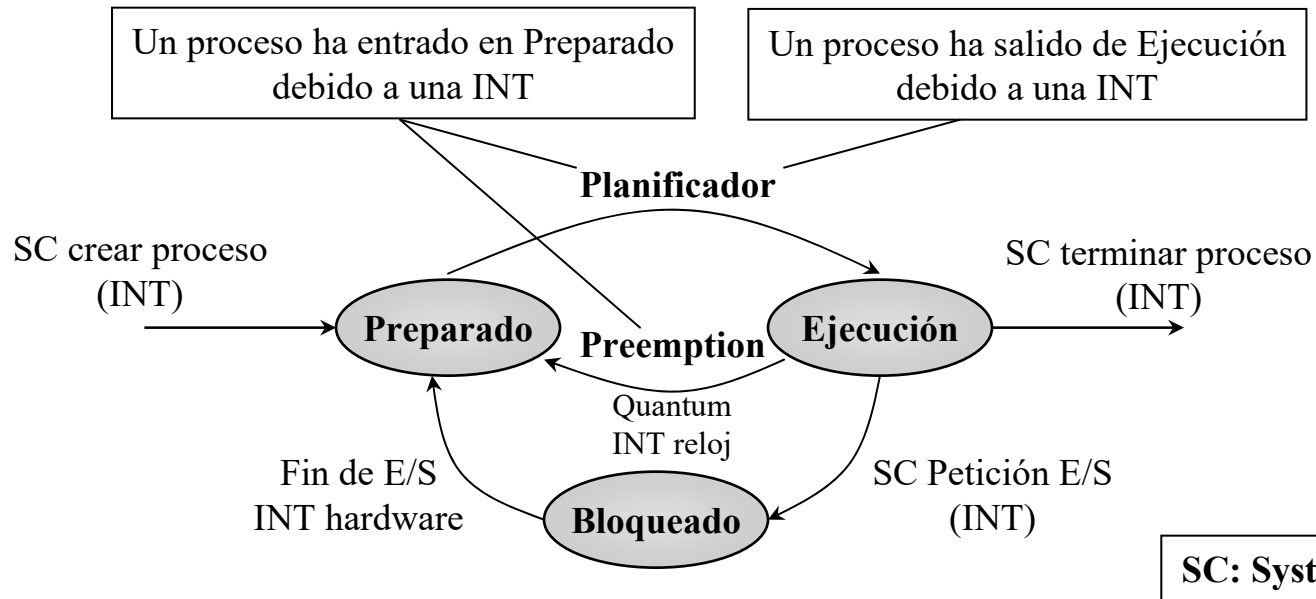 Un proceso ha entrado en Preparado
debido a una INT
Un proceso ha salido de Ejecución
debido a una INT
Planificador
SC crear proceso
(INT)
SC terminar proceso
(INT)
Preparado
Preemption
Ejecución
Quantum
INT reloj
Fin de E/S
INT hardware
SC Petición E/S
(INT)
Bloqueado
SC: Syst